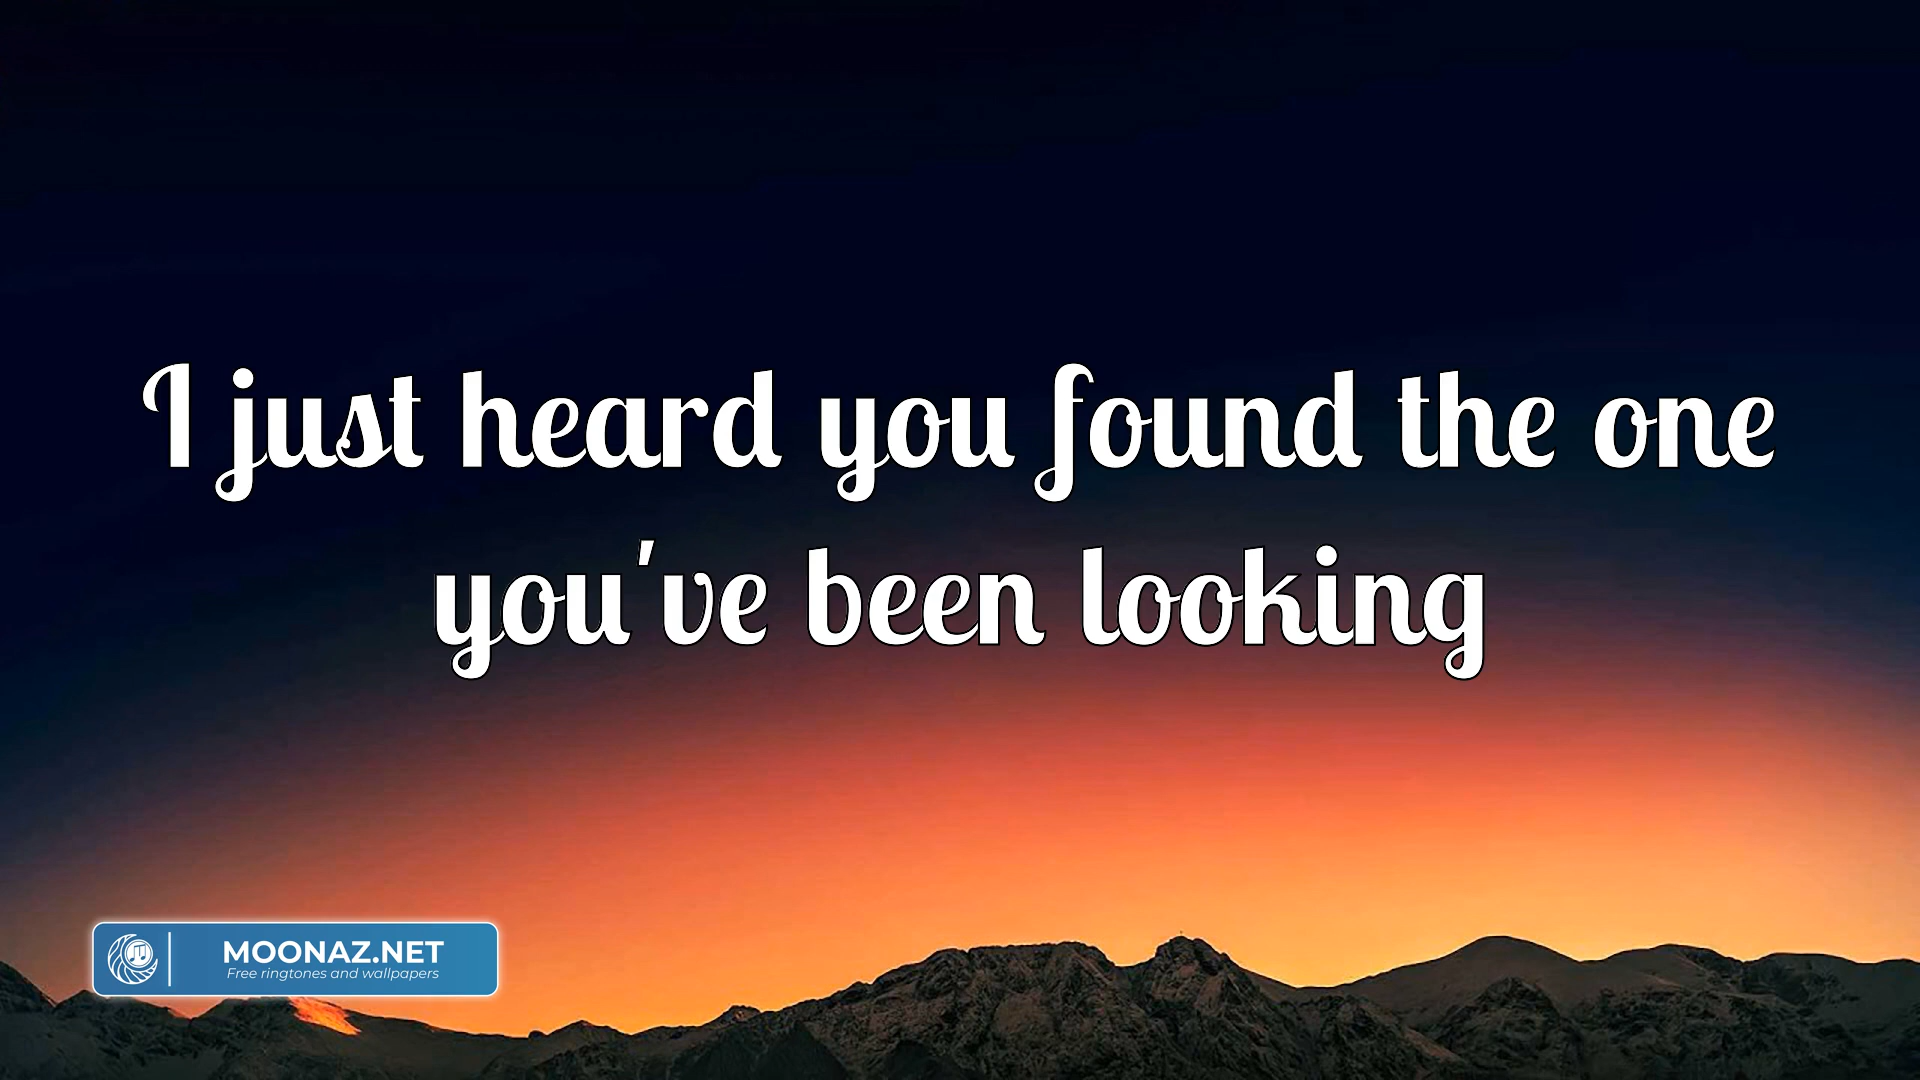 I just heard you found the one
you've been looking
MOONAZ.NET
Free ringtones and wallpapers